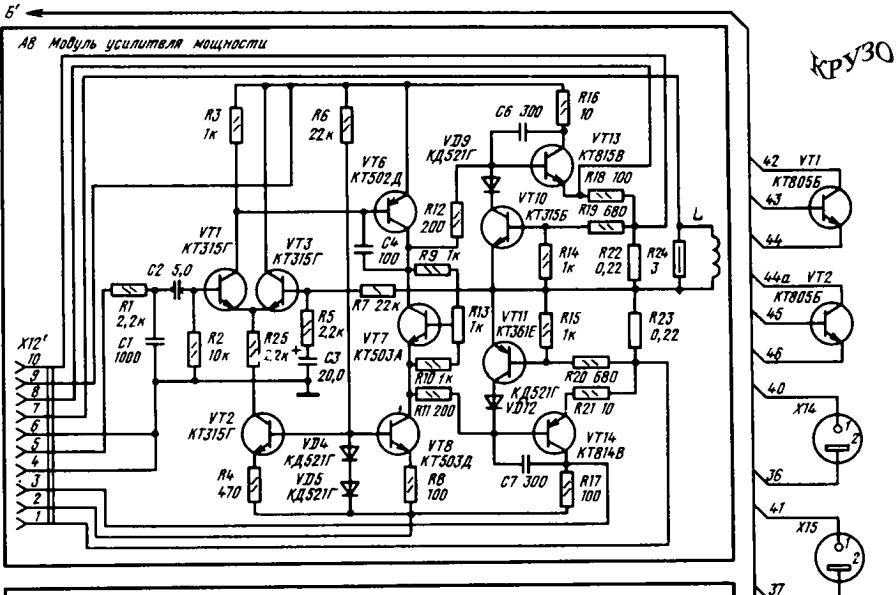 Б'
А8 Модуль усилителя мощности
КРУЗО
R3
1к
R6
22к
C6 300
R16
10
VT6
КТ502Д
VД9
КД521Г
VT13
КТ815В
R18 100
R12
200
VT10
КТ315Б
R19 680
VT1
КТ315Г
VT3
КТ315Г
C4
100
R9 1к
R14
1к
R22
0,22
R24
3
L
C2 5,0
R1
2,2к
R7 22к
R13
1к
VT11
КТ361Е
R15
1к
R23
0,22
C1
1000
R2
10к
R25
2,2к
R5
2,2к
+
C3
20,0
VT7
КТ503А
R10 1к
R11 200
КД521Г
VД12
R20 680
R21 10
X12'
10
9
8
7
6
5
4
3
2
1
VT2
КТ315Г
R4
470
VД4
КД521Г
VД5
КД521Г
VT8
КТ503Д
R8
100
VT14
КТ814В
C7 300
R17
100
42 VT1
КТ805Б
43
44
44а VT2
КТ805Б
45
46
40
X14
1
2
36
41
X15
1
2
37